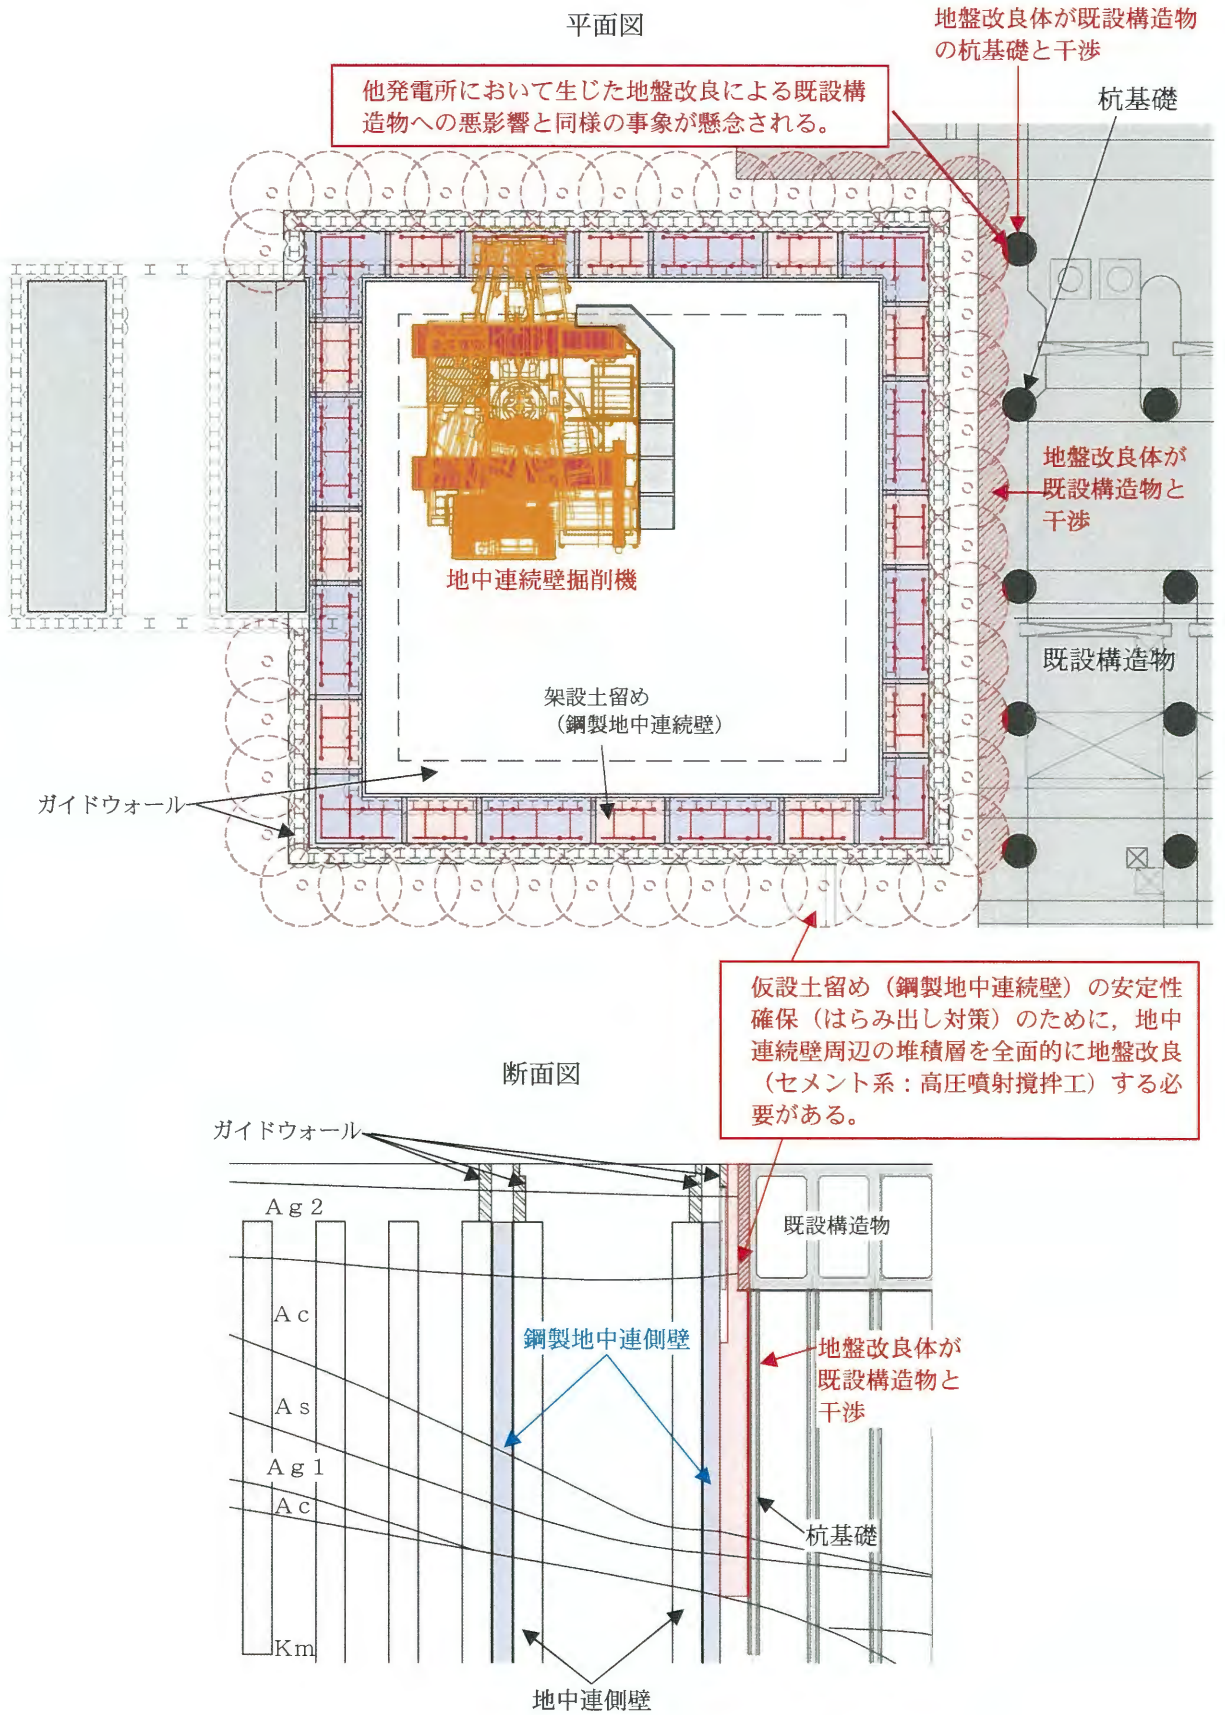 平面図
地盤改良体が既設構造物
の杭基礎と干渉
他発電所において生じた地盤改良による既設構
造物への悪影響と同様の事象が懸念される。
杭基礎
地盤改良体が
既設構造物と
干渉
地中連続壁掘削機
既設構造物
架設土留め
（鋼製地中連続壁）
ガイドウォール
仮設土留め（鋼製地中連続壁）の安定性
確保（はらみ出し対策）のために，地中
連続壁周辺の堆積層を全面的に地盤改良
（セメント系：高圧噴射撹拌工）する必
要がある。
断面図
ガイドウォール
Ag2
既設構造物
Ac
鋼製地中連側壁
地盤改良体が
既設構造物と
干渉
As
Ag1
Ac
杭基礎
Km
地中連側壁